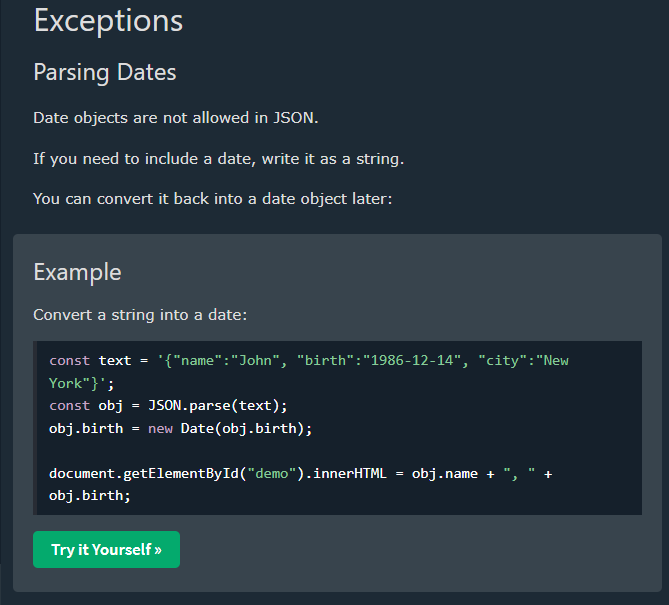 Exceptions
Parsing Dates
Date objects are not allowed in JSON.
If you need to include a date, write it as a string.
You can convert it back into a date object later:
Example
Convert a string into a date:
const text = '{"name":"John", "birth":"1986-12-14", "city":"New
York"}';
const obj = JSON.parse(text);
obj.birth = new Date(obj.birth);
document.getElementById("demo").innerHTML = obj.name + ", " +
obj.birth;
Try it Yourself »